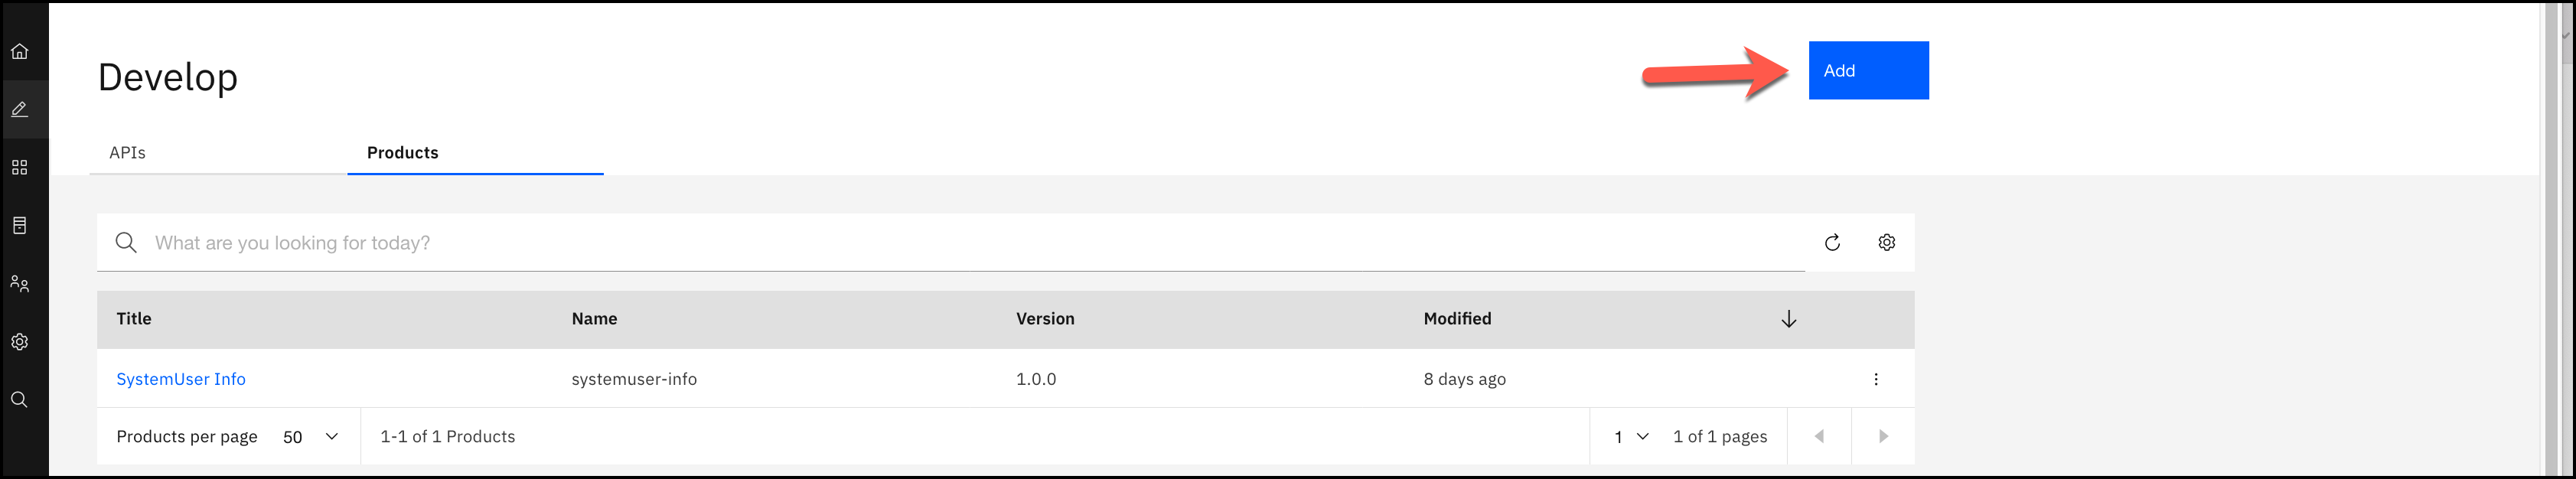 Develop
Add
APIs Products
What are you looking for today?
Title Name Version Modified
SystemUser Info systemuser-info 1.0.0 8 days ago
Products per page 50 1-1 of 1 Products 1 1 of 1 pages